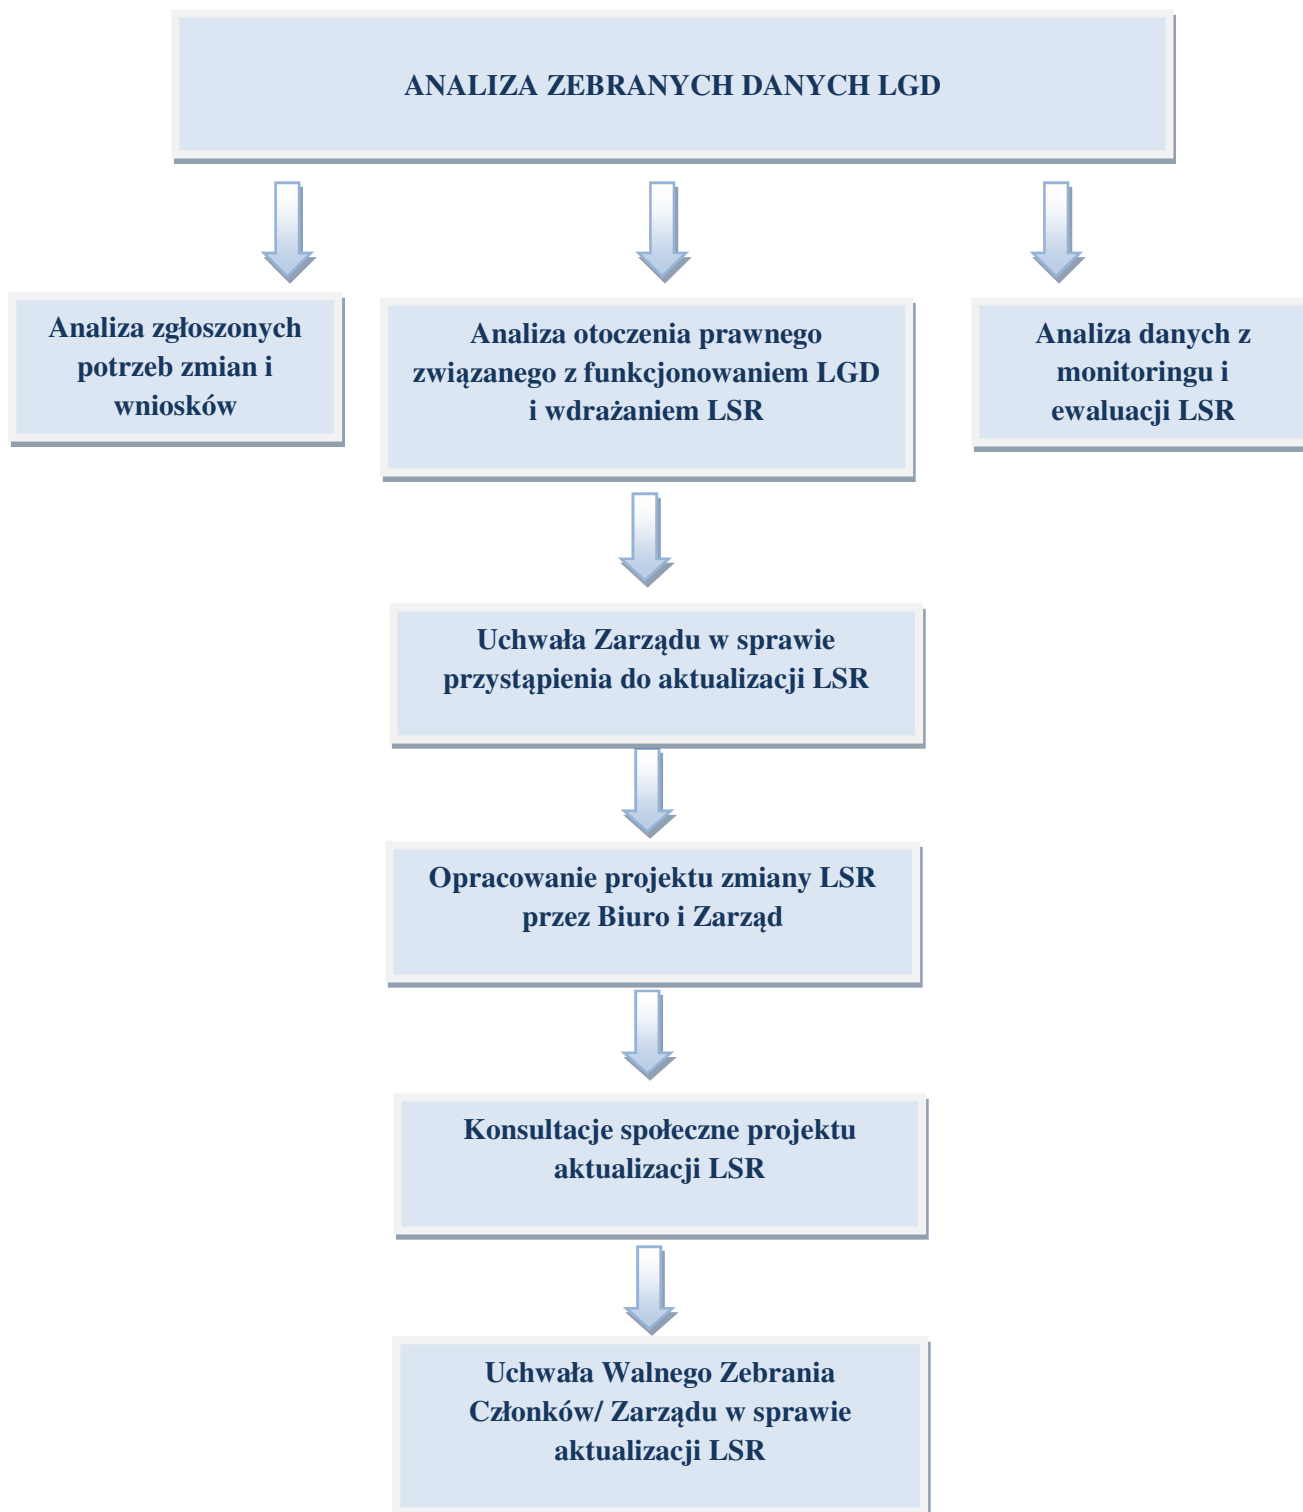 ANALIZA ZEBRANYCH DANYCH LGD
Analiza zgłoszonych
potrzeb zmian i
wniosków
Analiza otoczenia prawnego
związanego z funkcjonowaniem LGD
i wdrażaniem LSR
Analiza danych z
monitoringu i
ewaluacji LSR
Uchwała Zarządu w sprawie
przystąpienia do aktualizacji LSR
Opracowanie projektu zmiany LSR
przez Biuro i Zarząd
Konsultacje społeczne projektu
aktualizacji LSR
Uchwała Walnego Zebrania
Członków/ Zarządu w sprawie
aktualizacji LSR